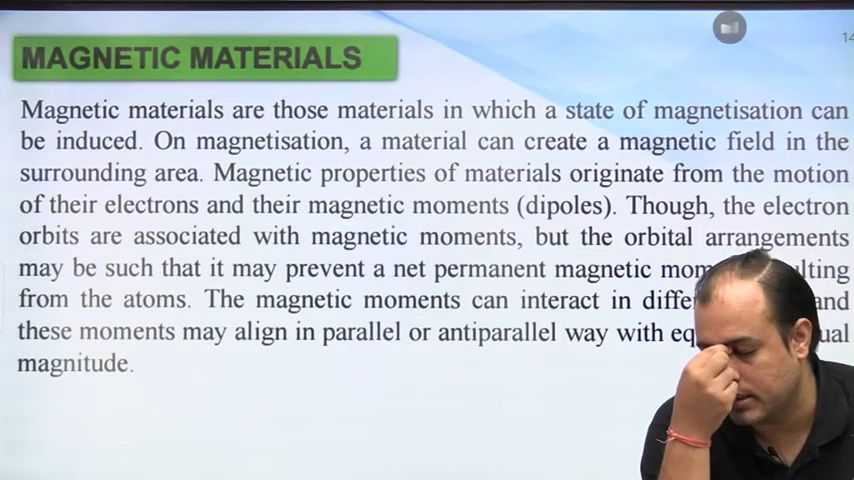 14
MAGNETIC MATERIALS
Magnetic materials are those materials in which a state of magnetisation can
be induced. On magnetisation, a material can create a magnetic field in the
surrounding area. Magnetic properties of materials originate from the motion
of their electrons and their magnetic moments (dipoles). Though, the electron
orbits are associated with magnetic moments, but the orbital arrangements
may be such that it may prevent a net permanent magnetic
from the atoms. The magnetic moments can interact in and
these moments may align in parallel or antiparallel way with
magnitude.